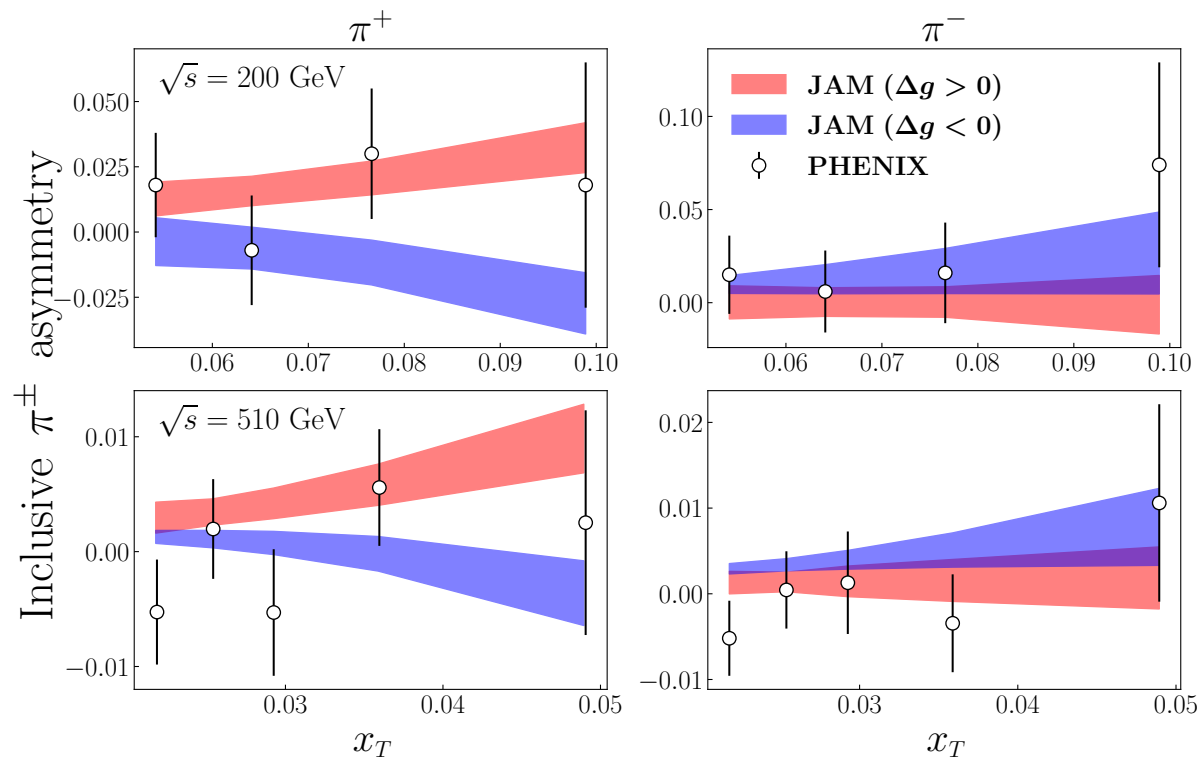 π⁺
π⁻
√s = 200 GeV
0.050
0.025
0.000
−0.025
0.06 0.07 0.08 0.09 0.10
JAM (Δg > 0)
JAM (Δg < 0)
PHENIX
0.10
0.05
0.00
0.06 0.07 0.08 0.09 0.10
Inclusive π± asymmetry
√s = 510 GeV
0.01
0.00
−0.01
0.03 0.04 0.05
x_T
0.02
0.01
0.00
−0.01
0.03 0.04 0.05
x_T